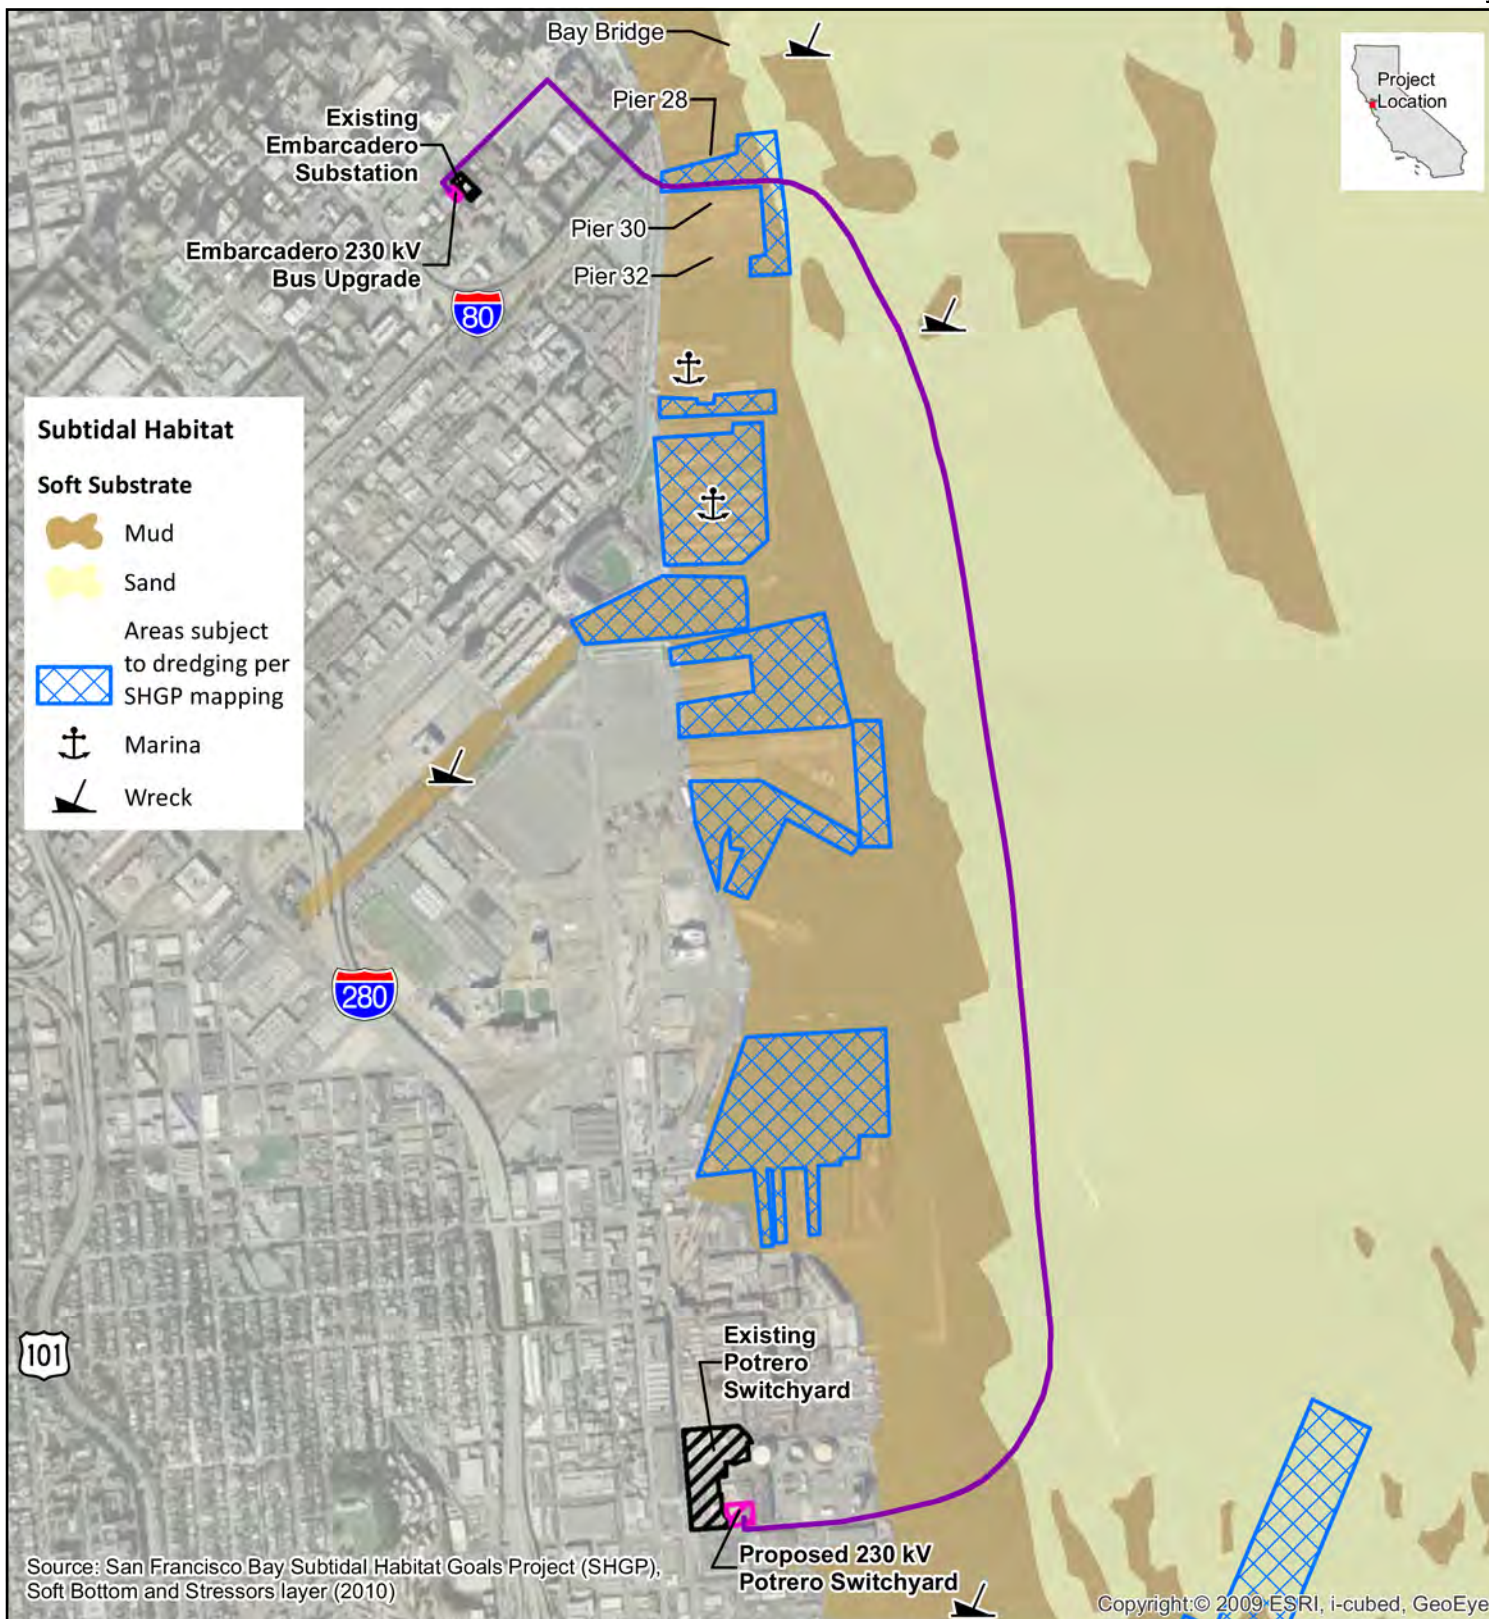 Bay Bridge
Pier 28
Existing
Embarcadero
Substation
Project
Location
Pier 30
Embarcadero 230 kV
Bus Upgrade
Pier 32
80
Subtidal Habitat
Soft Substrate
Mud
Sand
Areas subject
to dredging per
SHGP mapping
Marina
Wreck
280
101
Existing
Potrero
Switchyard
Proposed 230 kV
Potrero Switchyard
Source: San Francisco Bay Subtidal Habitat Goals Project (SHGP),
Soft Bottom and Stressors layer (2010)
Copyright:© 2009 ESRI, i-cubed, GeoEye